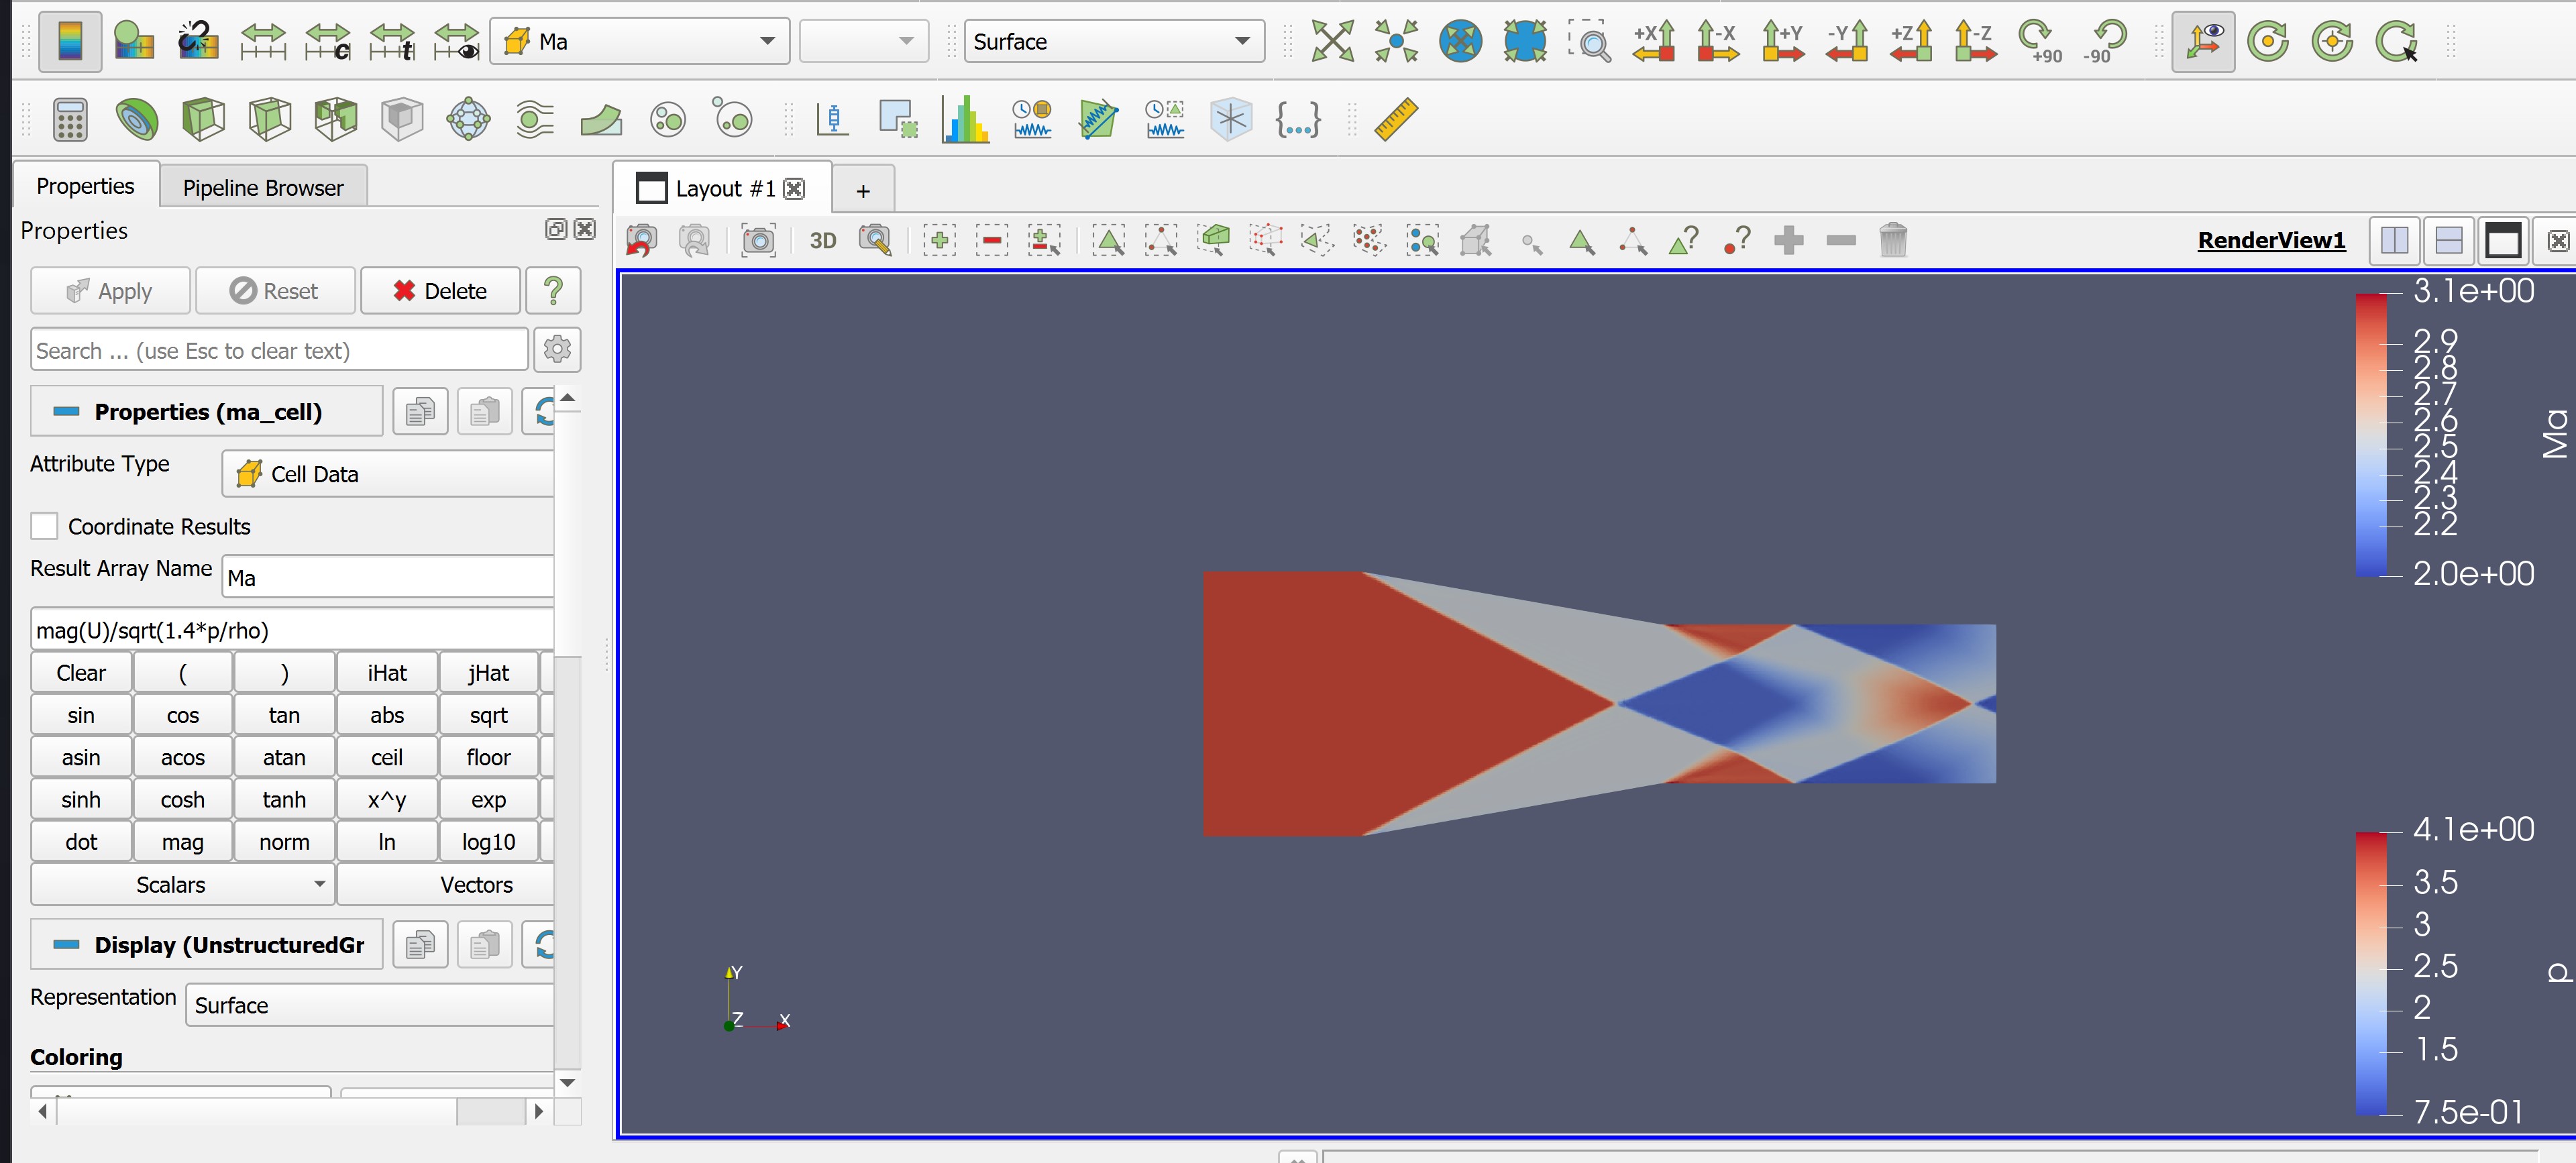 Ma
Surface
+X
-X
+Y
-Y
+Z
-Z
+90
-90
c
t
{...}
Properties
Pipeline Browser
Layout #1
+
Properties
3D
RenderView1
Apply
Reset
Delete
?
Search ... (use Esc to clear text)
Properties (ma_cell)
Attribute Type
Cell Data
Coordinate Results
Result Array Name
Ma
mag(U)/sqrt(1.4*p/rho)
Clear
(
)
iHat
jHat
sin
cos
tan
abs
sqrt
asin
acos
atan
ceil
floor
sinh
cosh
tanh
x^y
exp
dot
mag
norm
ln
log10
Scalars
Vectors
Display (UnstructuredGr
Representation
Surface
Coloring
3.1e+00
2.9
2.8
2.7
2.6
2.5
2.4
2.3
2.2
2.0e+00
Ma
4.1e+00
3.5
3
2.5
2
1.5
7.5e-01
p
Y
Z
X